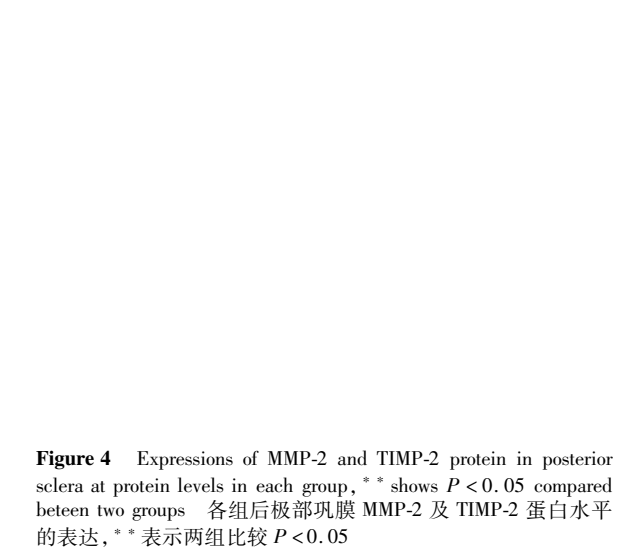 Figure 4 Expressions of MMP-2 and TIMP-2 protein in posterior
sclera at protein levels in each group, ** shows P < 0. 05 compared
beteen two groups 各组后极部巩膜 MMP-2 及 TIMP-2 蛋白水平
的表达, ** 表示两组比较 P < 0. 05